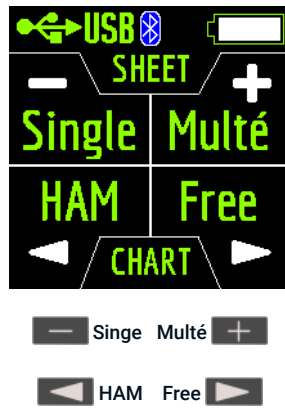 USB
SHEET
Single Multé
HAM Free
CHART
Singe Multé
HAM Free